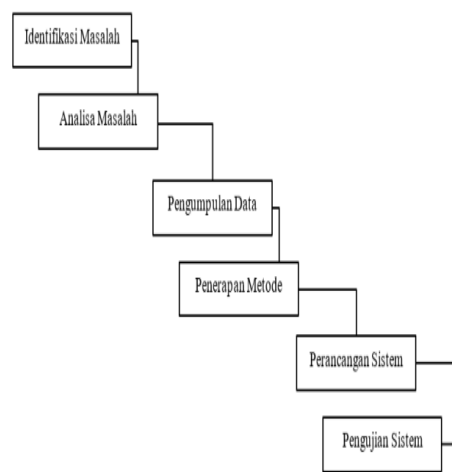 Identifikasi Masalah
Analisa Masalah
Pengumpulan Data
Penerapan Metode
Perancangan Sistem
Pengujian Sistem